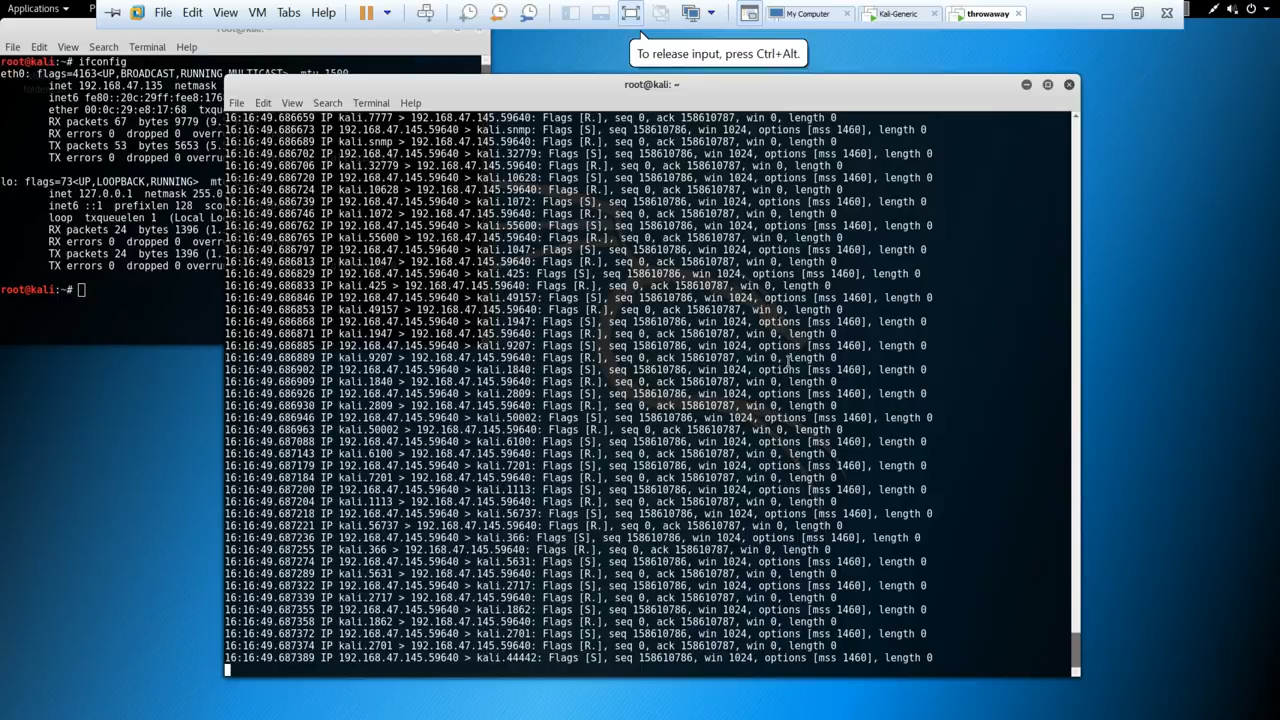 Applications
File Edit View VM Tabs Help
My Computer
Kali-Generic
throwaway
To release input, press Ctrl+Alt.
File Edit View Search Terminal Help
root@kali:~# ifconfig
eth0: flags=4163<UP,BROADCAST,RUNNING,MULTICAST> mtu 1500
inet 192.168.47.135 netmask
inet6 fe80::20c:29ff:fee8:176
ether 00:0c:29:e8:17:68 txqu
RX packets 67 bytes 9779 (9.
RX errors 0 dropped 0 overr
TX packets 53 bytes 5653 (5.
TX errors 0 dropped 0 overru
lo: flags=73<UP,LOOPBACK,RUNNING> mt
inet 127.0.0.1 netmask 255.0
inet6 ::1 prefixlen 128 sco
loop txqueuelen 1 (Local Lo
RX packets 24 bytes 1396 (1.
RX errors 0 dropped 0 overr
TX packets 24 bytes 1396 (1.
TX errors 0 dropped 0 overru
root@kali:~#
root@kali: ~
File Edit View Search Terminal Help
16:16:49.686659 IP kali.7777 > 192.168.47.145.59640: Flags [R.], seq 0, ack 158610787, win 0, length 0
16:16:49.686673 IP 192.168.47.145.59640 > kali.snmp: Flags [S], seq 158610786, win 1024, options [mss 1460], length 0
16:16:49.686689 IP kali.snmp > 192.168.47.145.59640: Flags [R.], seq 0, ack 158610787, win 0, length 0
16:16:49.686702 IP 192.168.47.145.59640 > kali.32779: Flags [S], seq 158610786, win 1024, options [mss 1460], length 0
16:16:49.686706 IP kali.32779 > 192.168.47.145.59640: Flags [R.], seq 0, ack 158610787, win 0, length 0
16:16:49.686720 IP 192.168.47.145.59640 > kali.10628: Flags [S], seq 158610786, win 1024, options [mss 1460], length 0
16:16:49.686724 IP kali.10628 > 192.168.47.145.59640: Flags [R.], seq 0, ack 158610787, win 0, length 0
16:16:49.686739 IP 192.168.47.145.59640 > kali.1072: Flags [S], seq 158610786, win 1024, options [mss 1460], length 0
16:16:49.686746 IP kali.1072 > 192.168.47.145.59640: Flags [R.], seq 0, ack 158610787, win 0, length 0
16:16:49.686762 IP 192.168.47.145.59640 > kali.55600: Flags [S], seq 158610786, win 1024, options [mss 1460], length 0
16:16:49.686765 IP kali.55600 > 192.168.47.145.59640: Flags [R.], seq 0, ack 158610787, win 0, length 0
16:16:49.686797 IP 192.168.47.145.59640 > kali.1047: Flags [S], seq 158610786, win 1024, options [mss 1460], length 0
16:16:49.686813 IP kali.1047 > 192.168.47.145.59640: Flags [R.], seq 0, ack 158610787, win 0, length 0
16:16:49.686829 IP 192.168.47.145.59640 > kali.425: Flags [S], seq 158610786, win 1024, options [mss 1460], length 0
16:16:49.686833 IP kali.425 > 192.168.47.145.59640: Flags [R.], seq 0, ack 158610787, win 0, length 0
16:16:49.686846 IP 192.168.47.145.59640 > kali.49157: Flags [S], seq 158610786, win 1024, options [mss 1460], length 0
16:16:49.686853 IP kali.49157 > 192.168.47.145.59640: Flags [R.], seq 0, ack 158610787, win 0, length 0
16:16:49.686868 IP 192.168.47.145.59640 > kali.1947: Flags [S], seq 158610786, win 1024, options [mss 1460], length 0
16:16:49.686871 IP kali.1947 > 192.168.47.145.59640: Flags [R.], seq 0, ack 158610787, win 0, length 0
16:16:49.686885 IP 192.168.47.145.59640 > kali.9207: Flags [S], seq 158610786, win 1024, options [mss 1460], length 0
16:16:49.686889 IP kali.9207 > 192.168.47.145.59640: Flags [R.], seq 0, ack 158610787, win 0, length 0
16:16:49.686902 IP 192.168.47.145.59640 > kali.1840: Flags [S], seq 158610786, win 1024, options [mss 1460], length 0
16:16:49.686909 IP kali.1840 > 192.168.47.145.59640: Flags [R.], seq 0, ack 158610787, win 0, length 0
16:16:49.686926 IP 192.168.47.145.59640 > kali.2809: Flags [S], seq 158610786, win 1024, options [mss 1460], length 0
16:16:49.686930 IP kali.2809 > 192.168.47.145.59640: Flags [R.], seq 0, ack 158610787, win 0, length 0
16:16:49.686946 IP 192.168.47.145.59640 > kali.50002: Flags [S], seq 158610786, win 1024, options [mss 1460], length 0
16:16:49.686963 IP kali.50002 > 192.168.47.145.59640: Flags [R.], seq 0, ack 158610787, win 0, length 0
16:16:49.687088 IP 192.168.47.145.59640 > kali.6100: Flags [S], seq 158610786, win 1024, options [mss 1460], length 0
16:16:49.687143 IP kali.6100 > 192.168.47.145.59640: Flags [R.], seq 0, ack 158610787, win 0, length 0
16:16:49.687179 IP 192.168.47.145.59640 > kali.7201: Flags [S], seq 158610786, win 1024, options [mss 1460], length 0
16:16:49.687184 IP kali.7201 > 192.168.47.145.59640: Flags [R.], seq 0, ack 158610787, win 0, length 0
16:16:49.687200 IP 192.168.47.145.59640 > kali.1113: Flags [S], seq 158610786, win 1024, options [mss 1460], length 0
16:16:49.687204 IP kali.1113 > 192.168.47.145.59640: Flags [R.], seq 0, ack 158610787, win 0, length 0
16:16:49.687218 IP 192.168.47.145.59640 > kali.56737: Flags [S], seq 158610786, win 1024, options [mss 1460], length 0
16:16:49.687221 IP kali.56737 > 192.168.47.145.59640: Flags [R.], seq 0, ack 158610787, win 0, length 0
16:16:49.687236 IP 192.168.47.145.59640 > kali.366: Flags [S], seq 158610786, win 1024, options [mss 1460], length 0
16:16:49.687255 IP kali.366 > 192.168.47.145.59640: Flags [R.], seq 0, ack 158610787, win 0, length 0
16:16:49.687274 IP 192.168.47.145.59640 > kali.5631: Flags [S], seq 158610786, win 1024, options [mss 1460], length 0
16:16:49.687289 IP kali.5631 > 192.168.47.145.59640: Flags [R.], seq 0, ack 158610787, win 0, length 0
16:16:49.687322 IP 192.168.47.145.59640 > kali.2717: Flags [S], seq 158610786, win 1024, options [mss 1460], length 0
16:16:49.687339 IP kali.2717 > 192.168.47.145.59640: Flags [R.], seq 0, ack 158610787, win 0, length 0
16:16:49.687355 IP 192.168.47.145.59640 > kali.1862: Flags [S], seq 158610786, win 1024, options [mss 1460], length 0
16:16:49.687358 IP kali.1862 > 192.168.47.145.59640: Flags [R.], seq 0, ack 158610787, win 0, length 0
16:16:49.687372 IP 192.168.47.145.59640 > kali.2701: Flags [S], seq 158610786, win 1024, options [mss 1460], length 0
16:16:49.687374 IP kali.2701 > 192.168.47.145.59640: Flags [R.], seq 0, ack 158610787, win 0, length 0
16:16:49.687389 IP 192.168.47.145.59640 > kali.44442: Flags [S], seq 158610786, win 1024, options [mss 1460], length 0